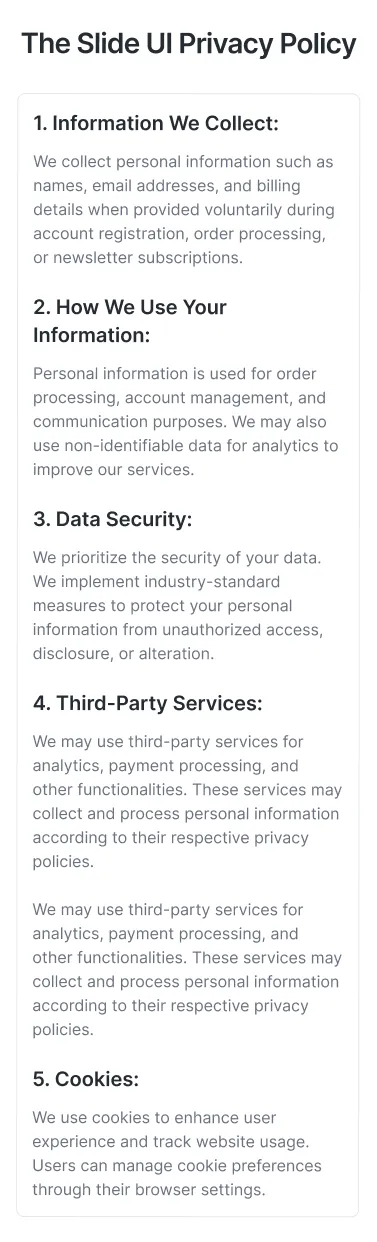 The Slide UI Privacy Policy
1. Information We Collect:
We collect personal information such as
names, email addresses, and billing
details when provided voluntarily during
account registration, order processing,
or newsletter subscriptions.
2. How We Use Your
Information:
Personal information is used for order
processing, account management, and
communication purposes. We may also
use non-identifiable data for analytics to
improve our services.
3. Data Security:
We prioritize the security of your data.
We implement industry-standard
measures to protect your personal
information from unauthorized access,
disclosure, or alteration.
4. Third-Party Services:
We may use third-party services for
analytics, payment processing, and
other functionalities. These services may
collect and process personal information
according to their respective privacy
policies.
We may use third-party services for
analytics, payment processing, and
other functionalities. These services may
collect and process personal information
according to their respective privacy
policies.
5. Cookies:
We use cookies to enhance user
experience and track website usage.
Users can manage cookie preferences
through their browser settings.